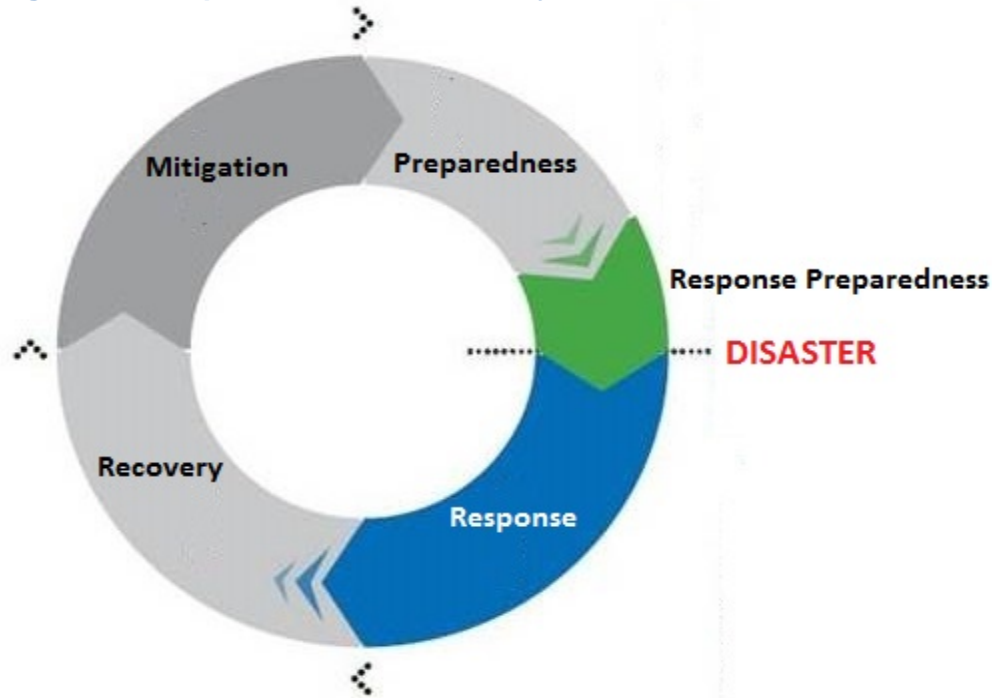 Mitigation
Preparedness
Response Preparedness
DISASTER
Recovery
Response